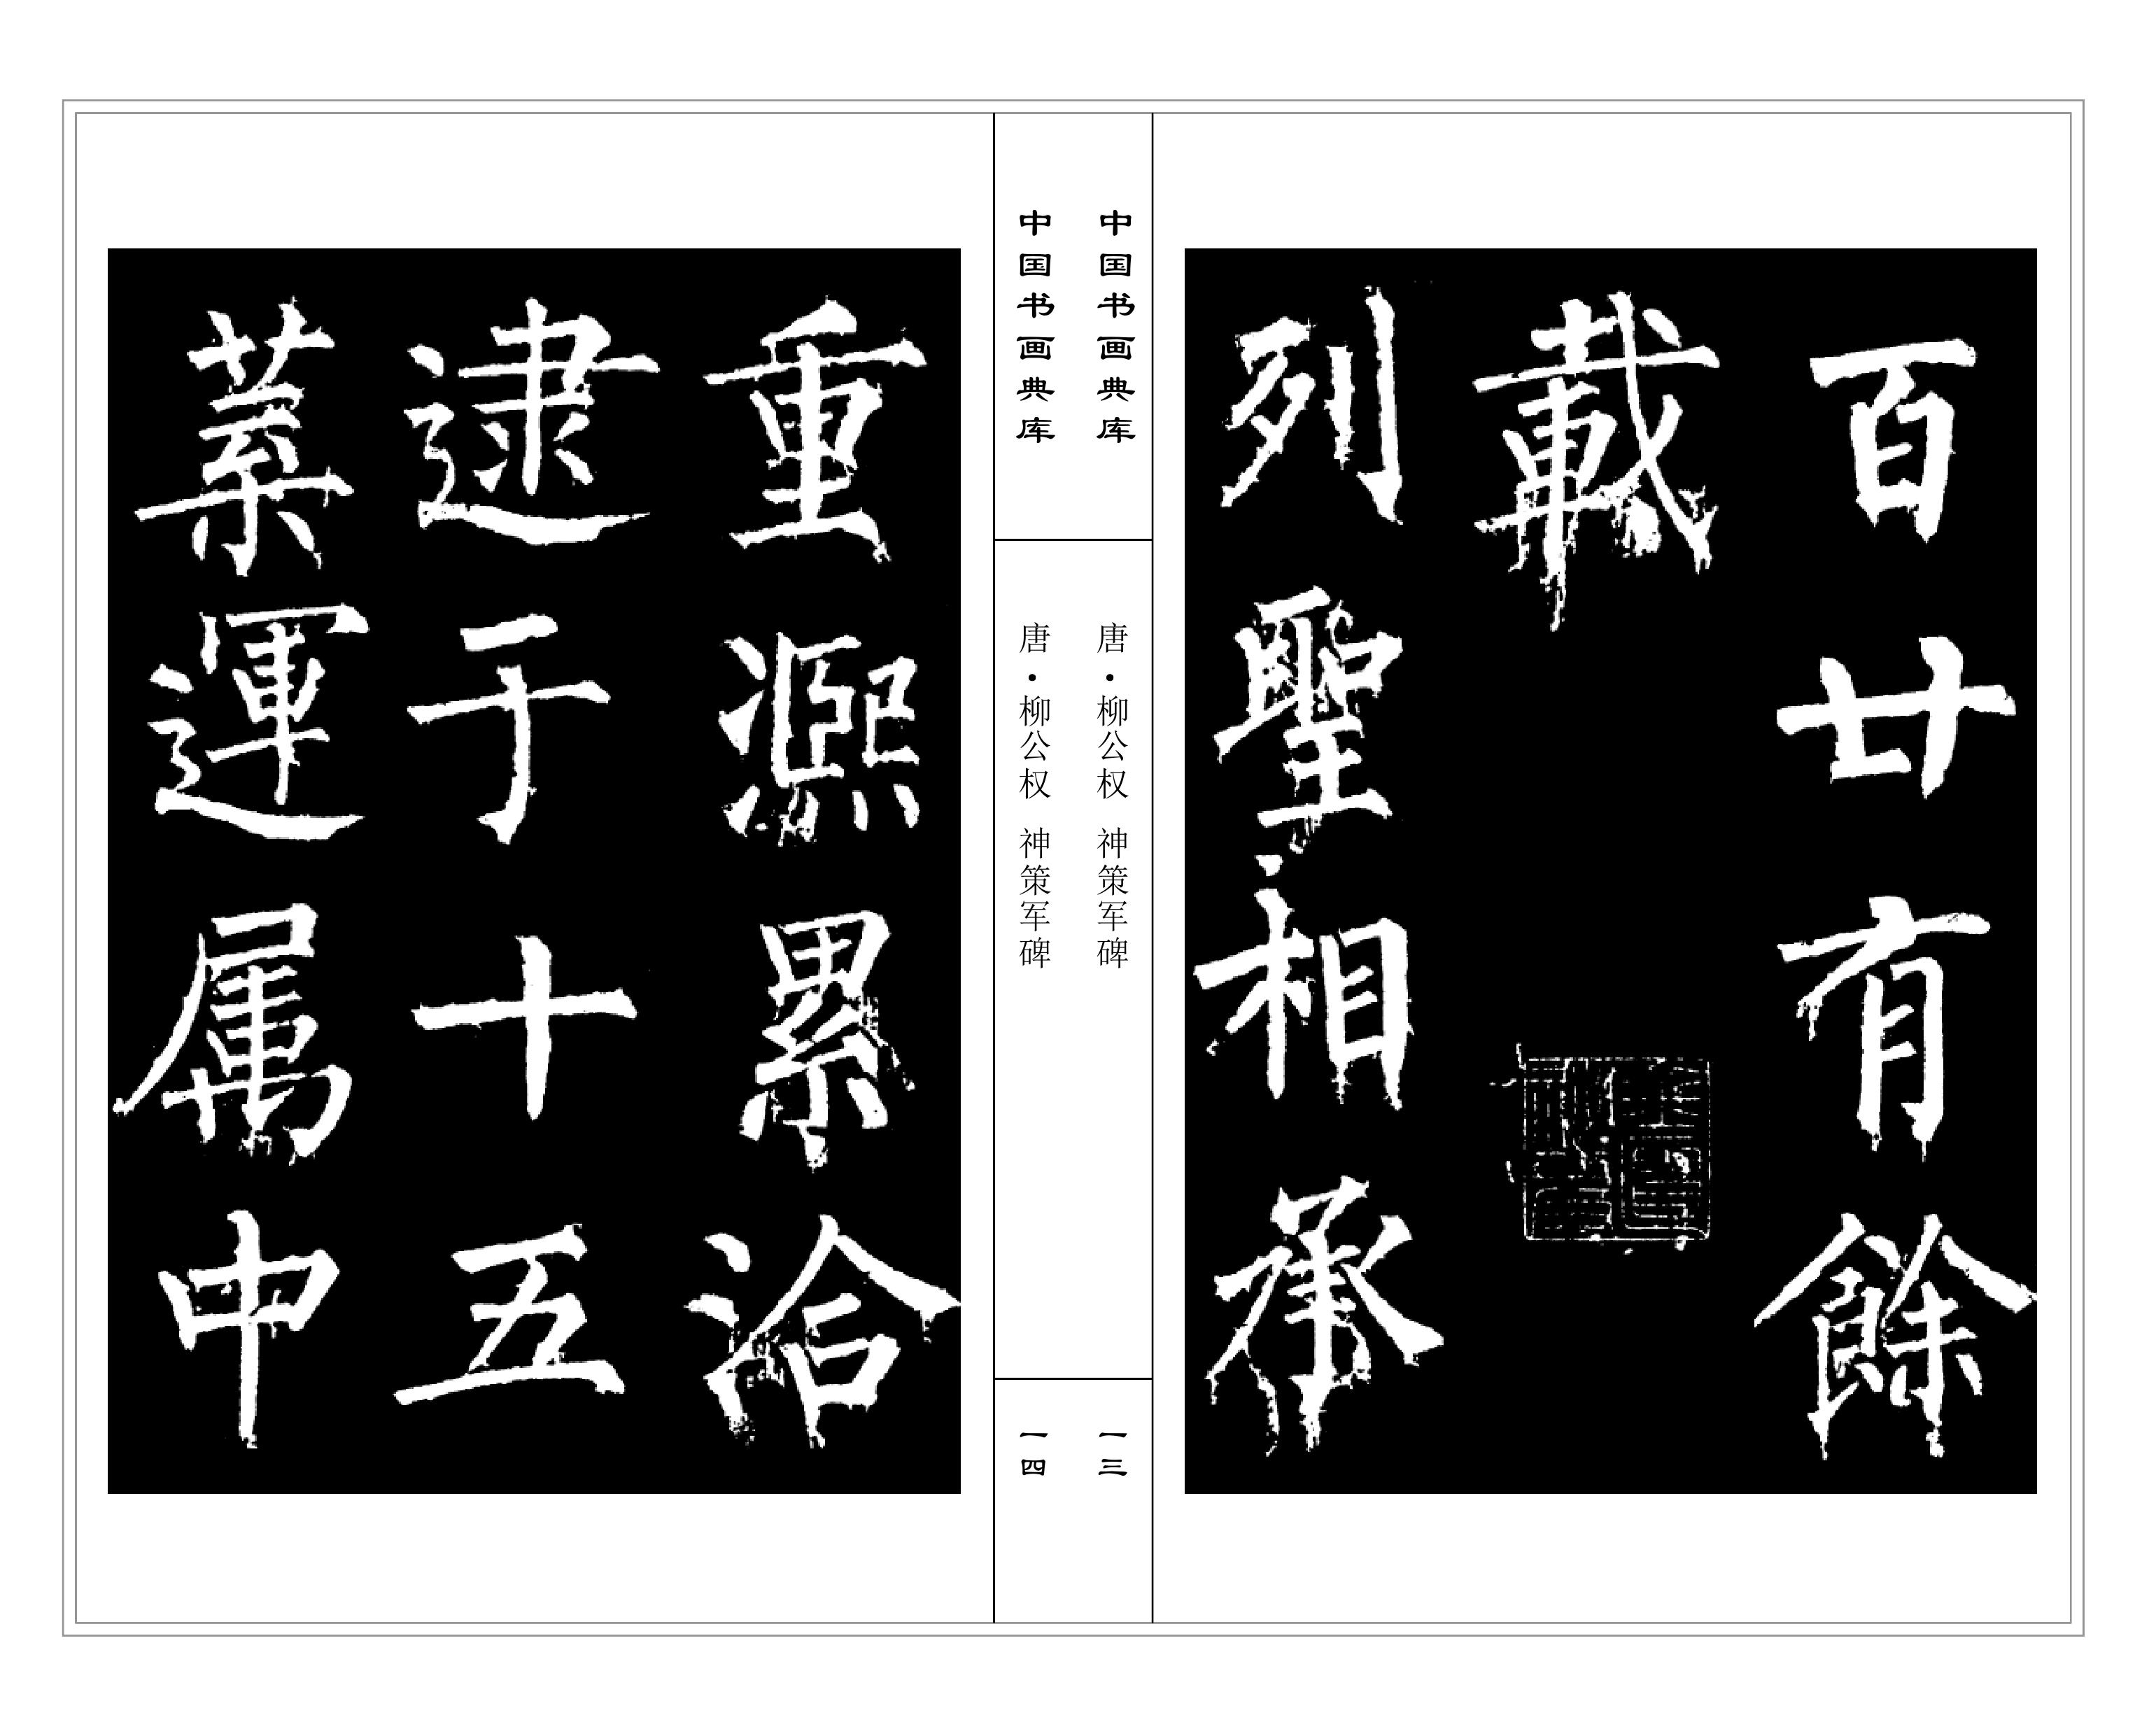 百廿有餘
載
列聖相承
中国书画典库
唐·柳公权 神策军碑
一三
中国书画典库
唐·柳公权 神策军碑
一四
重熙累洽
逮于十五
葉運属中